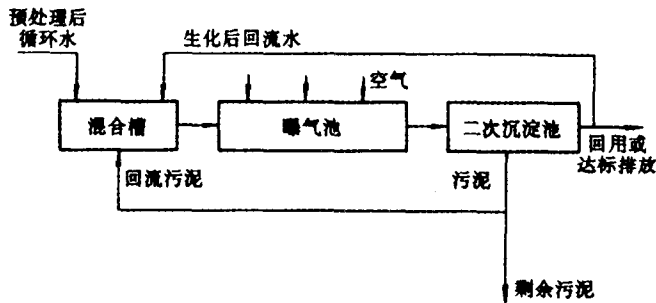 预处理后
循环水
生化后回流水
空气
混合槽
曝气池
二次沉淀池
回用或
达标排放
回流污泥
污泥
剩余污泥